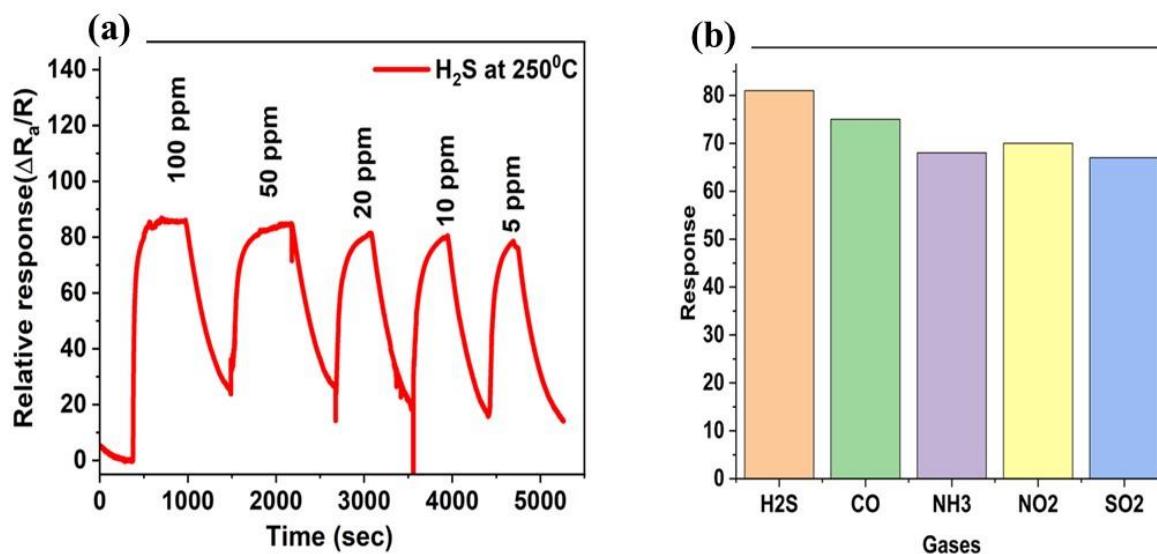 (a)
H₂S at 250⁰C
Relative response(ΔRₐ/R)
140
120
100
80
60
40
20
0
100 ppm
50 ppm
20 ppm
10 ppm
5 ppm
0 1000 2000 3000 4000 5000
Time (sec)
(b)
Response
80
70
60
50
40
30
20
10
0
H2S CO NH3 NO2 SO2
Gases